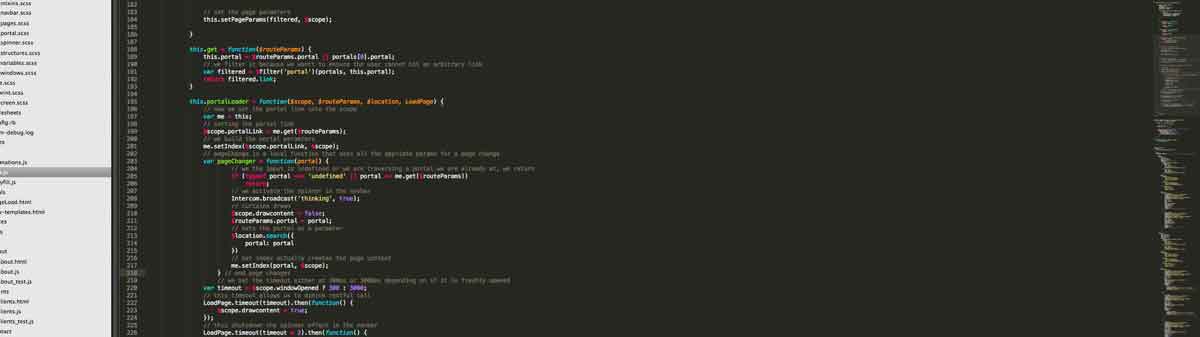 mixins.scss
navbar.scss
pages.scss
portal.scss
spinner.scss
structures.scss
variables.scss
windows.scss
e.scss
rint.scss
creen.scss
lesheets
nfig.rb
m-debug.log
mations.js
s.js
yfill.js
geLoad.html
v-templates.html
out
bout.html
bout.js
bout_test.js
nts
lients.html
lients.js
lients_test.js
ntact
182
183 // set the page parameters
184 this.setPageParams(filtered, $scope);
185
186 }
187
188 this.get = function($routeParams) {
189 this.portal = $routeParams.portal || portals[0].portal;
190 // we filter it because we want to ensure the user cannot hit an arbitrary link
191 var filtered = $filter('portal')(portals, this.portal);
192 return filtered.link;
193 }
194
195 this.portalLoader = function($scope, $routeParams, $location, LoadPage) {
196 // now we set the portal link into the scope
197 var me = this;
198 // setting the portal link
199 $scope.portalLink = me.get($routeParams);
200 // we build the portal parameters
201 me.setIndex($scope.portalLink, $scope);
202 // pageChange is a local function that sets all the params for a page change
203 var pageChanger = function(portal) {
204 // we the input is undefined or we are traversing a portal we are already at, we return
205 if (typeof portal === 'undefined' || portal == me.get($routeParams))
206 return;
207 // we activate the spinner in the navbar
208 Intercom.broadcast('thinking', true);
209 // curtains drawn
210 $scope.drawcontent = false;
211 $routeParams.portal = portal;
212 // sets the portal as a parameter
213 $location.search({
214 portal: portal
215 })
216 // Set index actually creates the page context
217 me.setIndex(portal, $scope);
218 } // end page changer
219 // we set the timeout either at 300ms or 3000ms depending on if it is freshly opened
220 var timeout = $scope.windowOpened ? 300 : 3000;
221 // this timeout allows us to mimick restful call
222 LoadPage.timeout(timeout).then(function() {
223 $scope.drawcontent = true;
224 });
225 // this shutsdown the spinner effect in the navbar
226 LoadPage.timeout(timeout * 2).then(function() {